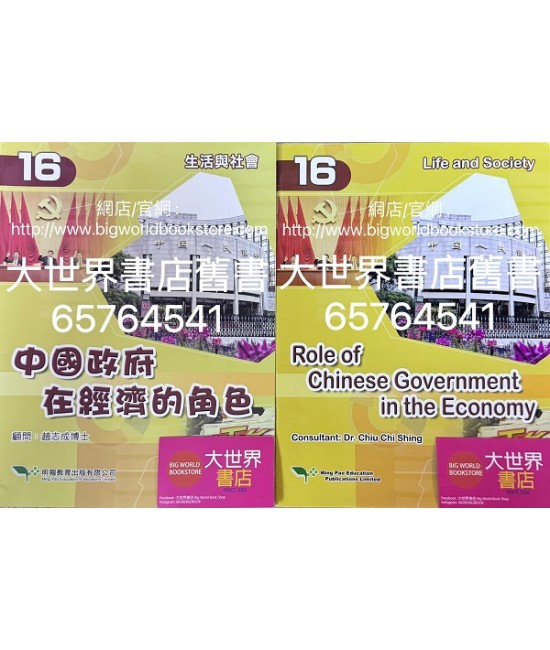 16
生活與社會
網店/官網 :
http://www.bigworldbookstore.com
大世界書店舊書
65764541
中國政府
在經濟的角色
顧問：趙志成博士
明報教育出版有限公司
Ming Pao Education Publications Limited
BIG WORLD
BOOKSTORE
大世界
書店
16
Life and Society
網店/官網 :
http://www.bigworldbookstore.com
大世界書店舊書
65764541
Role of
Chinese Government
in the Economy
Consultant: Dr. Chiu Chi Shing
Ming Pao Education
Publications Limited
BIG WORLD
BOOKSTORE
大世界
書店